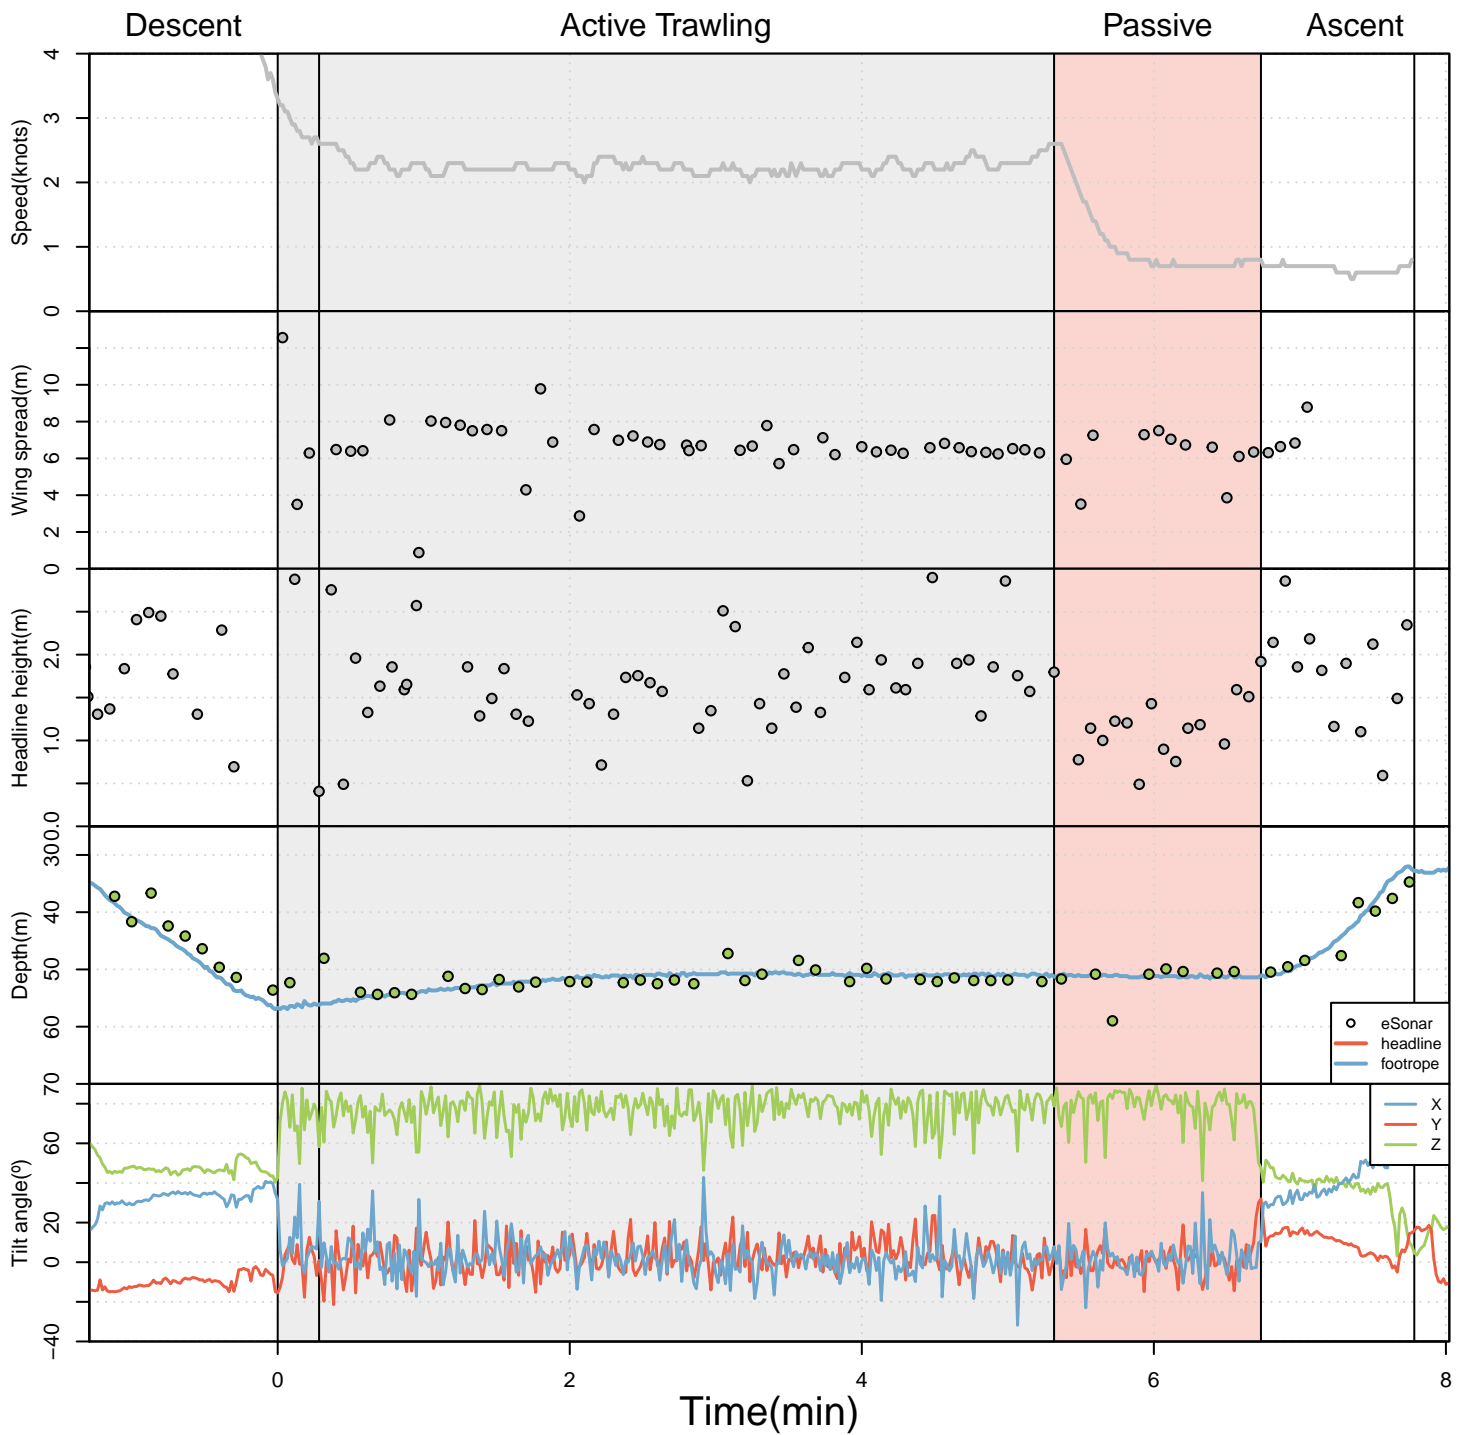 Descent Active Trawling Passive Ascent
Speed(knots)
4
3
2
1
0
Wing spread(m)
10
8
6
4
2
0
Headline height(m)
2.0
1.0
0.0
Depth(m)
30
40
50
60
70
eSonar
headline
footrope
Tilt angle(º)
60
20
0
−40
X
Y
Z
0 2 4 6 8
Time(min)